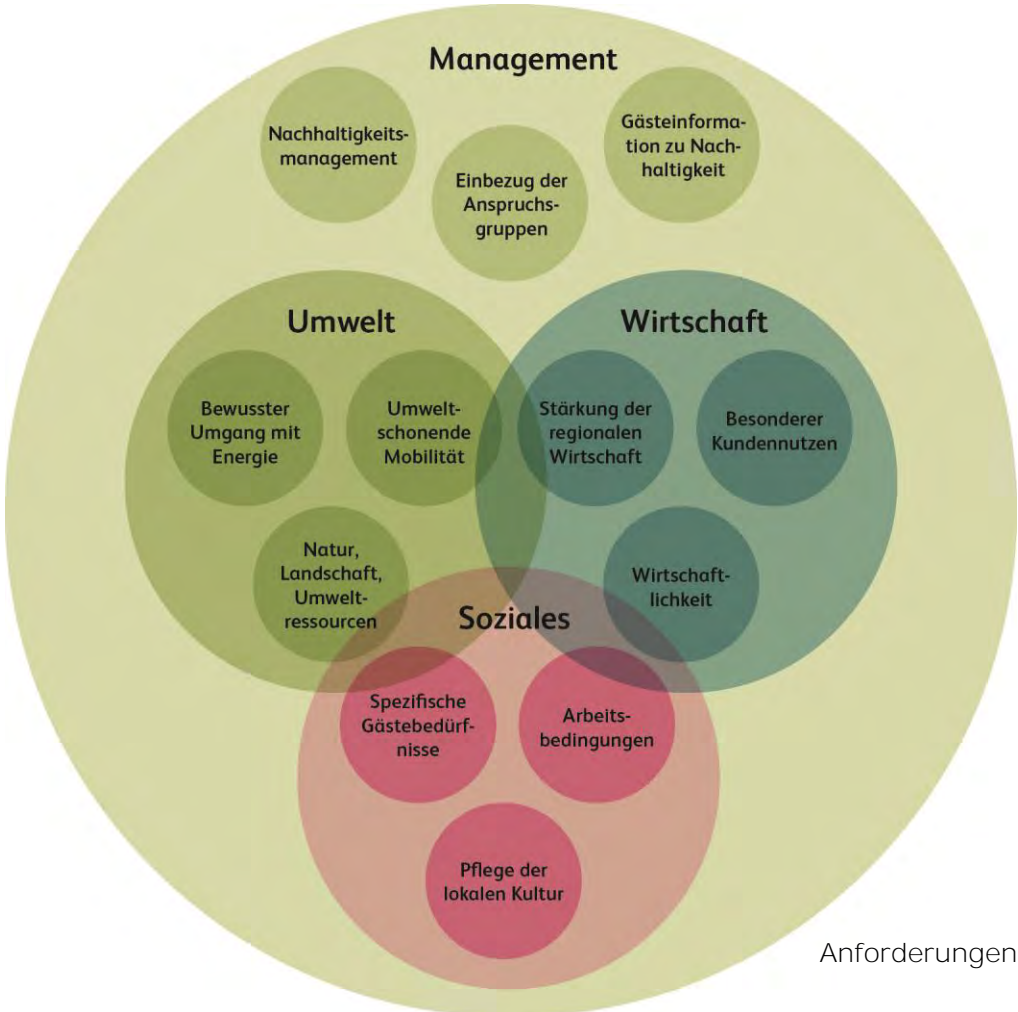 Management
Nachhaltigkeits-
management
Einbezug der
Anspruchs-
gruppen
Gästeinforma-
tion zu Nach-
haltigkeit
Umwelt
Bewusster
Umgang mit
Energie
Umwelt-
schonende
Mobilität
Natur,
Landschaft,
Umwelt-
ressourcen
Wirtschaft
Stärkung der
regionalen
Wirtschaft
Besonderer
Kundennutzen
Wirtschaft-
lichkeit
Soziales
Spezifische
Gästebedürf-
nisse
Arbeits-
bedingungen
Pflege der
lokalen Kultur
Anforderungen